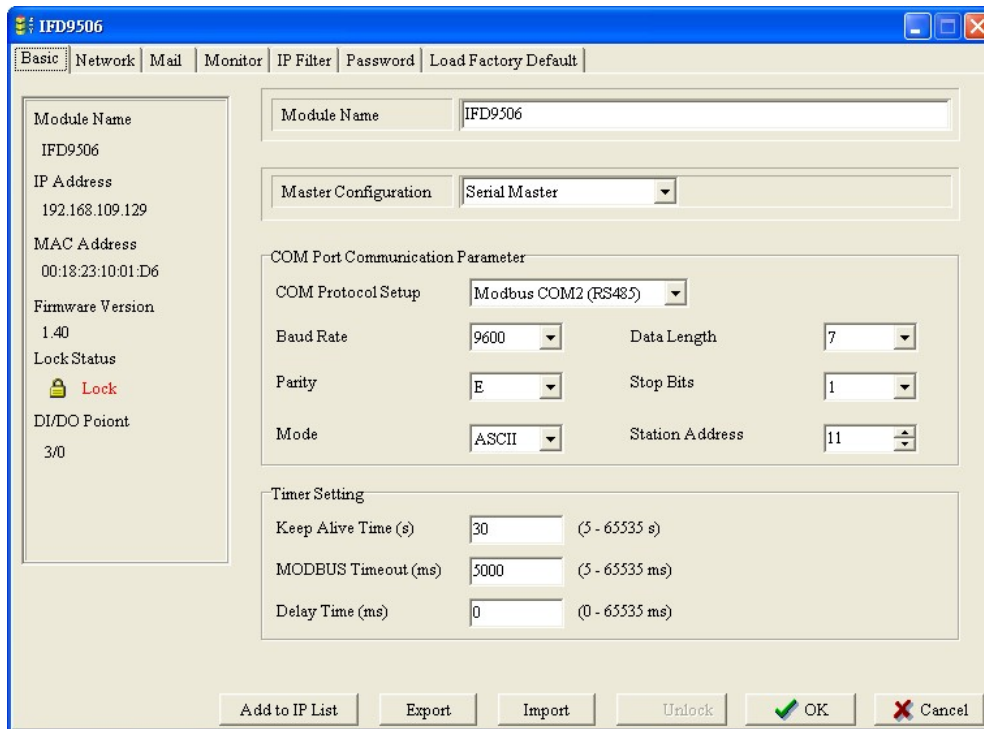 IFD9506
Basic Network Mail Monitor IP Filter Password Load Factory Default
Module Name
IFD9506
IP Address
192.168.109.129
MAC Address
00:18:23:10:01:D6
Firmware Version
1.40
Lock Status
Lock
DI/DO Poiont
3/0
Module Name IFD9506
Master Configuration Serial Master
COM Port Communication Parameter
COM Protocol Setup Modbus COM2 (RS485)
Baud Rate 9600 Data Length 7
Parity E Stop Bits 1
Mode ASCII Station Address 11
Timer Setting
Keep Alive Time (s) 30 (5 - 65535 s)
MODBUS Timeout (ms) 5000 (5 - 65535 ms)
Delay Time (ms) 0 (0 - 65535 ms)
Add to IP List Export Import Unlock OK Cancel